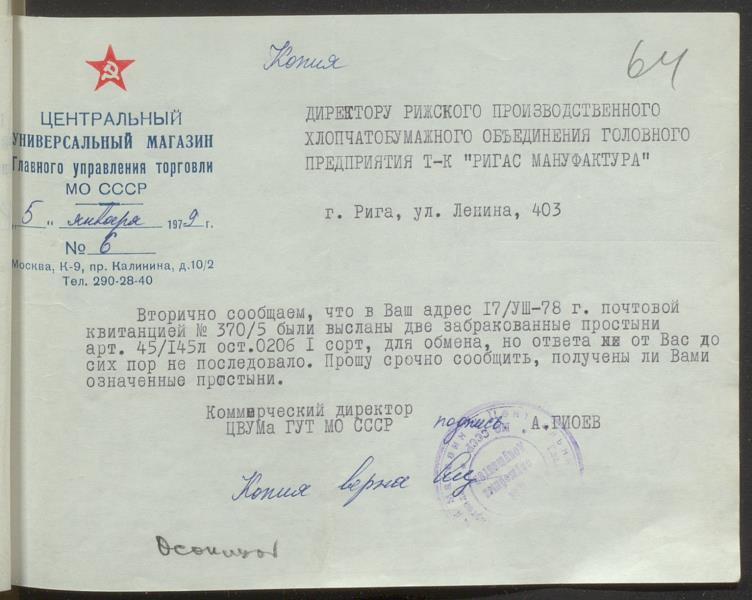 Копия
64
ЦЕНТРАЛЬНЫЙ
УНИВЕРСАЛЬНЫЙ МАГАЗИН
Главного управления торговли
МО СССР
„5„ января 1979 г.
№ 6
Москва, К-9, пр. Калинина, д.10/2
Тел. 290-28-40
ДИРЕКТОРУ РИЖСКОГО ПРОИЗВОДСТВЕННОГО
ХЛОПЧАТОБУМАЖНОГО ОБЪЕДИНЕНИЯ ГОЛОВНОГО
ПРЕДПРИЯТИЯ Т-К "РИГАС МАНУФАКТУРА"
г. Рига, ул. Ленина, 403
Вторично сообщаем, что в Ваш адрес I7/УШ-78 г. почтовой
квитанцией № 370/5 были высланы две забракованные простыни
арт. 45/I45л ост.0206 I сорт, для обмена, но ответа от Вас до
сих пор не последовало. Прошу срочно сообщить, получены ли Вами
означенные простыни.
Коммерческий директор
ЦВУМа ГУТ МО СССР подпись А.ГИОЕВ
Копия верна